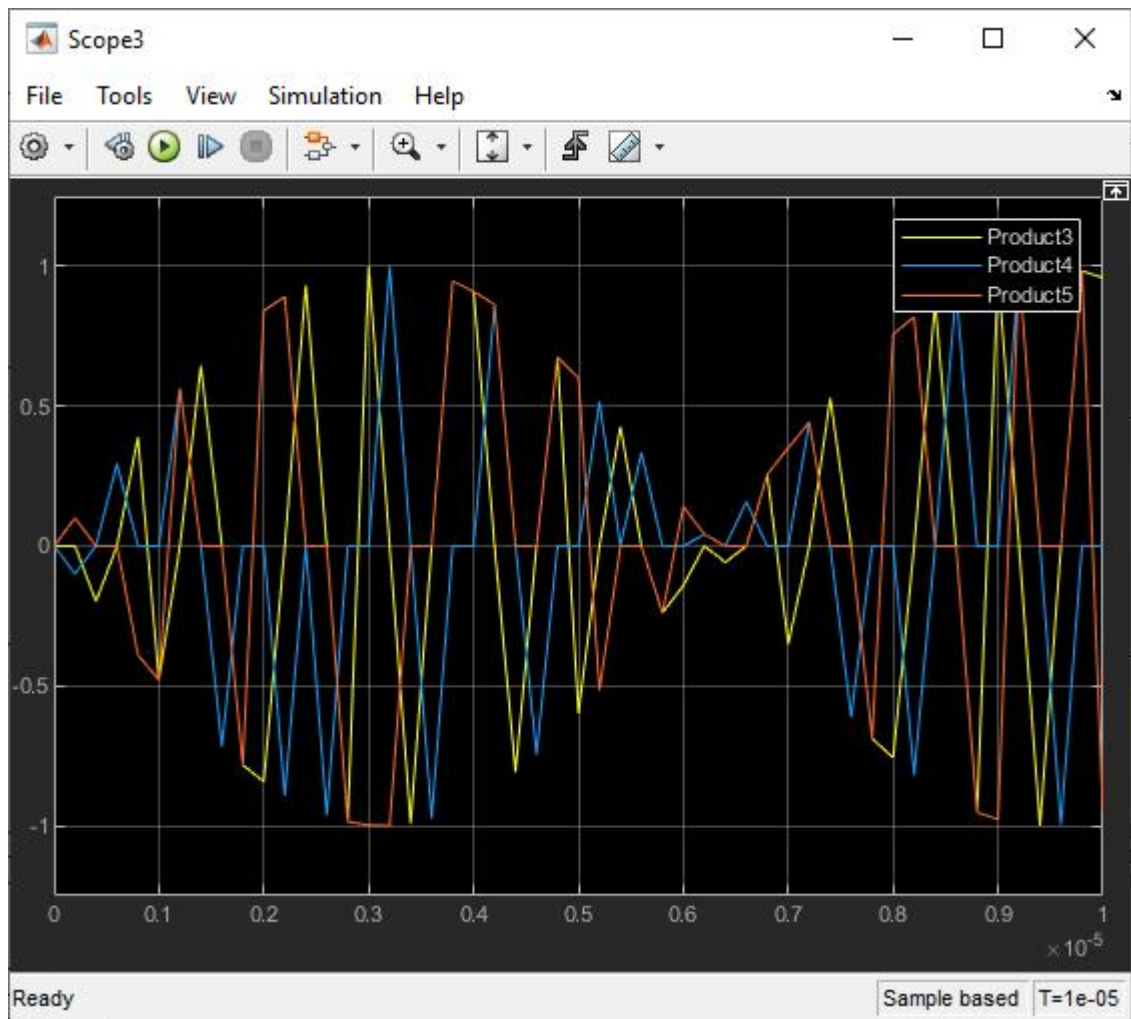 Scope3
File Tools View Simulation Help
Product3
Product4
Product5
1
0.5
0
-0.5
-1
0 0.1 0.2 0.3 0.4 0.5 0.6 0.7 0.8 0.9 1
×10-5
Ready Sample based T=1e-05